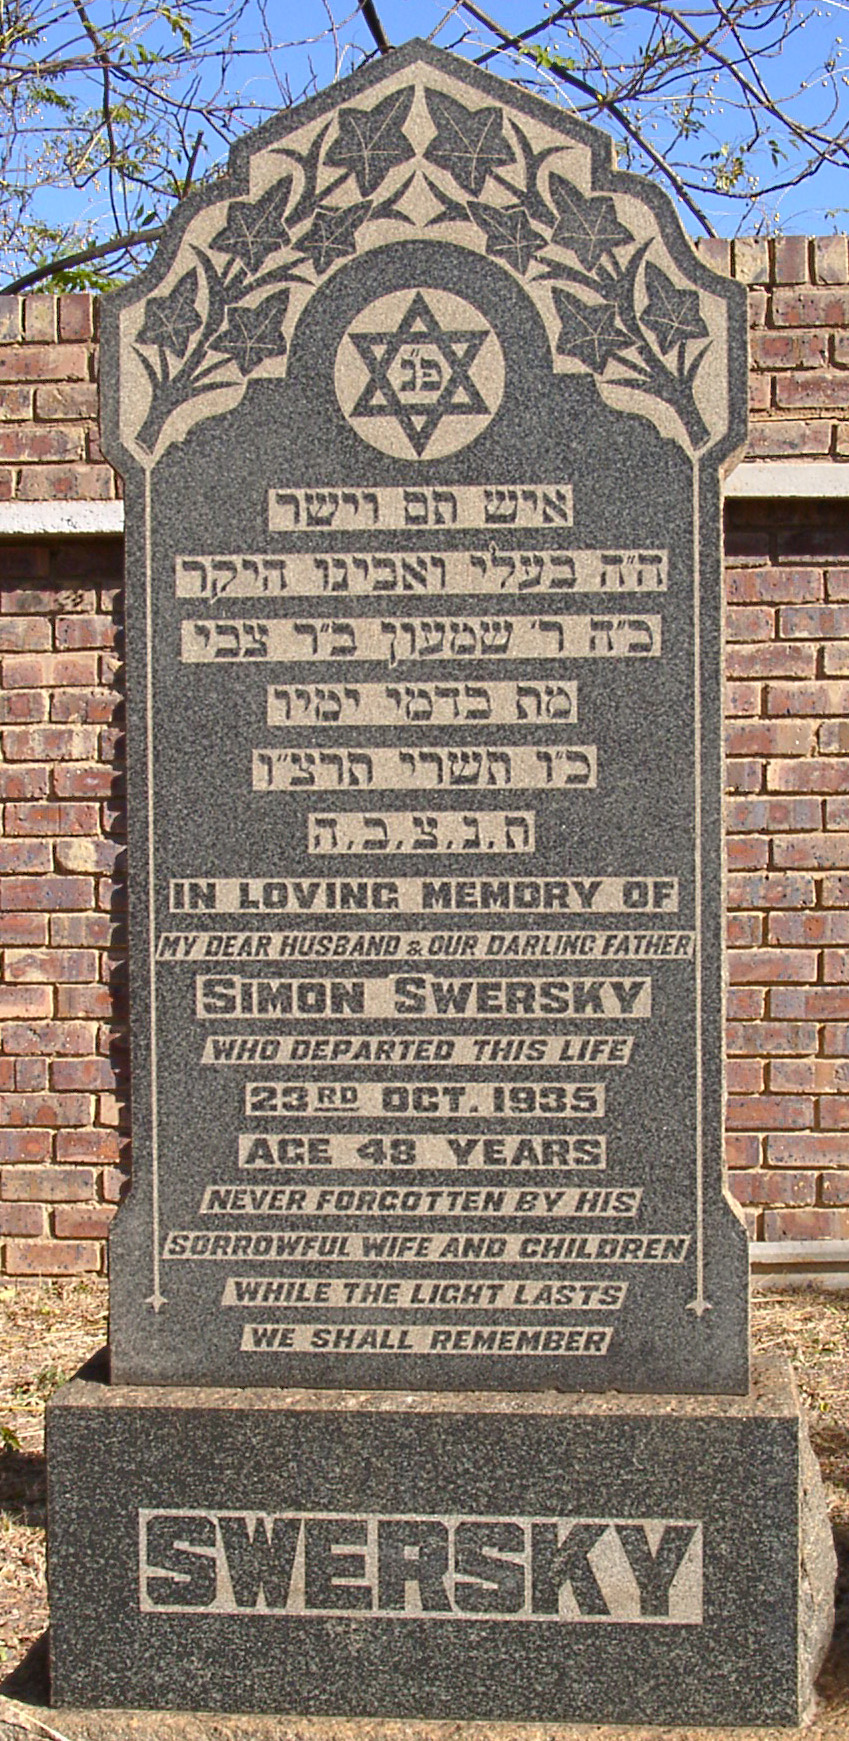 פ״נ
איש תם וישר
ה״ה בעלי ואבינו היקר
כ״ה ר׳ שמעון ב״ר צבי
מת בדמי ימיו
כ״ו תשרי תרצ״ו
ת.נ.צ.ב.ה
IN LOVING MEMORY OF
MY DEAR HUSBAND & OUR DARLING FATHER
SIMON SWERSKY
WHO DEPARTED THIS LIFE
23RD OCT. 1935
AGE 48 YEARS
NEVER FORGOTTEN BY HIS
SORROWFUL WIFE AND CHILDREN
WHILE THE LIGHT LASTS
WE SHALL REMEMBER
SWERSKY